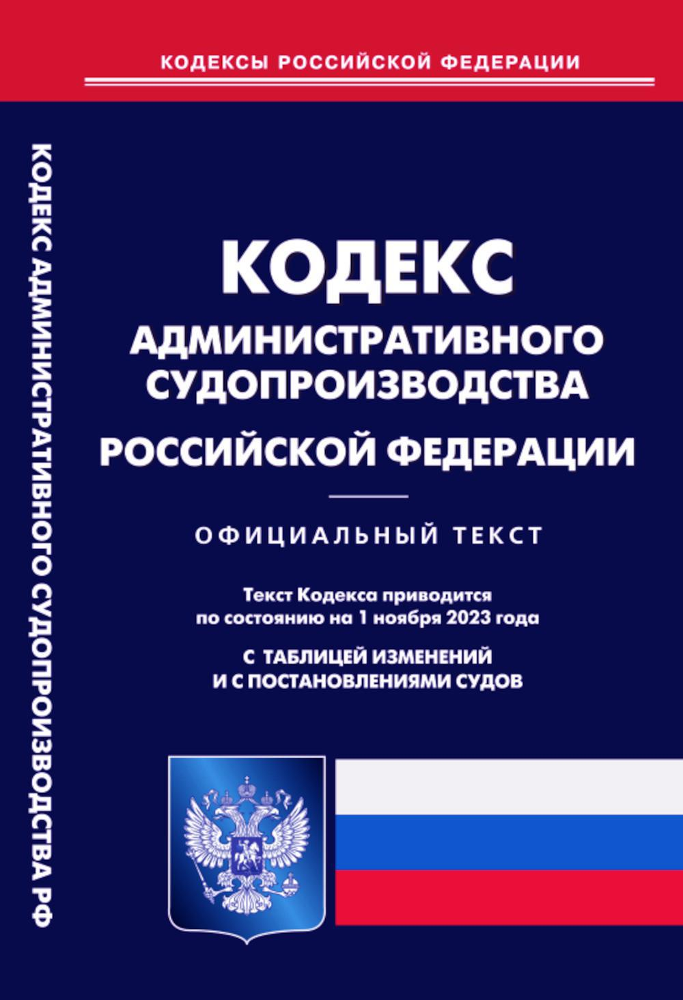 КОДЕКСЫ РОССИЙСКОЙ ФЕДЕРАЦИИ
КОДЕКС АДМИНИСТРАТИВНОГО СУДОПРОИЗВОДСТВА РФ
КОДЕКС
АДМИНИСТРАТИВНОГО
СУДОПРОИЗВОДСТВА
РОССИЙСКОЙ ФЕДЕРАЦИИ
ОФИЦИАЛЬНЫЙ ТЕКСТ
Текст Кодекса приводится
по состоянию на 1 ноября 2023 года
С ТАБЛИЦЕЙ ИЗМЕНЕНИЙ
И С ПОСТАНОВЛЕНИЯМИ СУДОВ